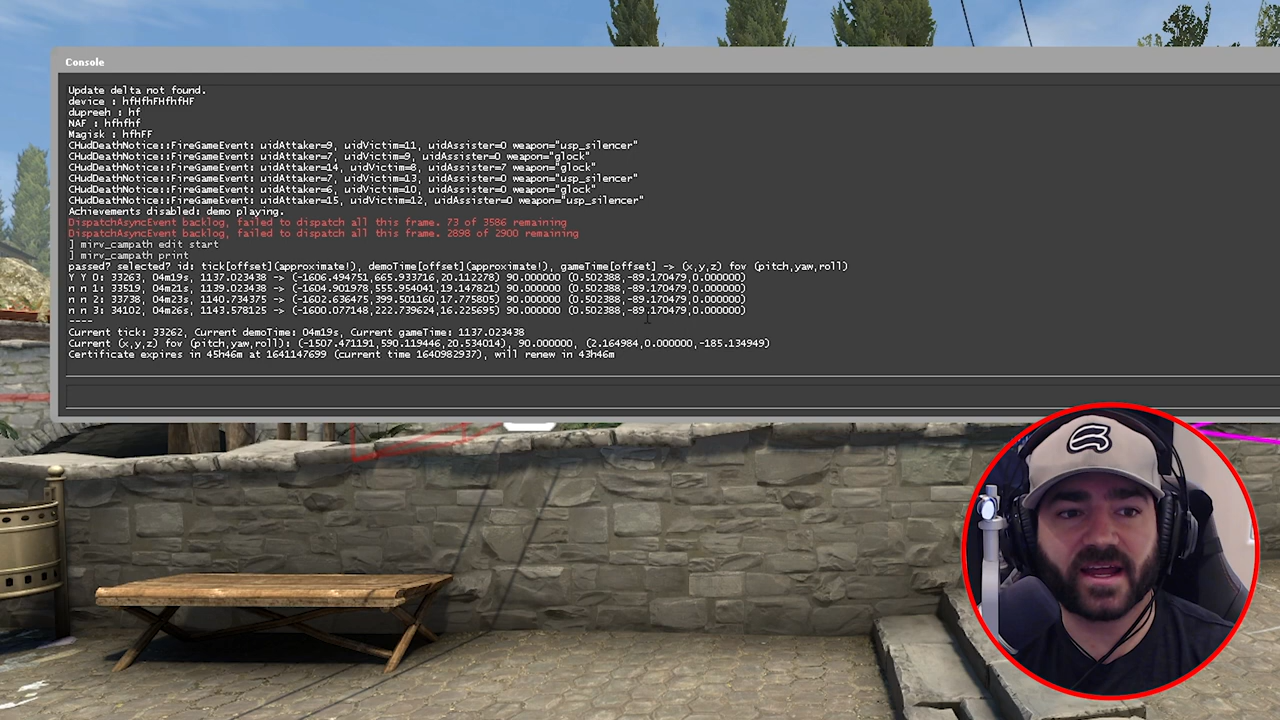 Console
Update delta not found.
device : hfHfhFHfhfHF
dupreeh : hf
NAF : hfhfhf
Magisk : hfhFF
CHudDeathNotice::FireGameEvent: uidAttaker=9, uidVictim=11, uidAssister=0 weapon="usp_silencer"
CHudDeathNotice::FireGameEvent: uidAttaker=7, uidVictim=9, uidAssister=0 weapon="glock"
CHudDeathNotice::FireGameEvent: uidAttaker=14, uidVictim=8, uidAssister=7 weapon="glock"
CHudDeathNotice::FireGameEvent: uidAttaker=7, uidVictim=13, uidAssister=0 weapon="usp_silencer"
CHudDeathNotice::FireGameEvent: uidAttaker=6, uidVictim=10, uidAssister=0 weapon="glock"
CHudDeathNotice::FireGameEvent: uidAttaker=15, uidVictim=12, uidAssister=0 weapon="usp_silencer"
Achievements disabled: demo playing.
DispatchAsyncEvent backlog, failed to dispatch all this frame. 73 of 3586 remaining
DispatchAsyncEvent backlog, failed to dispatch all this frame. 2898 of 2900 remaining
] mirv_campath edit start
] mirv_campath print
passed? selected? id: tick[offset](approximate!), demoTime[offset](approximate!), gameTime[offset] -> (x,y,z) fov (pitch,yaw,roll)
Y Y 0: 33263, 04m19s, 1137.023438 -> (-1606.494751,665.933716,20.112278) 90.000000 (0.502388,-89.170479,0.000000)
n n 1: 33519, 04m21s, 1139.023438 -> (-1604.901978,555.954041,19.147821) 90.000000 (0.502388,-89.170479,0.000000)
n n 2: 33738, 04m23s, 1140.734375 -> (-1602.636475,399.501160,17.775805) 90.000000 (0.502388,-89.170479,0.000000)
n n 3: 34102, 04m26s, 1143.578125 -> (-1600.077148,222.739624,16.225695) 90.000000 (0.502388,-89.170479,0.000000)
----
Current tick: 33262, Current demoTime: 04m19s, Current gameTime: 1137.023438
Current (x,y,z) fov (pitch,yaw,roll): (-1507.471191,590.119446,20.534014), 90.000000, (2.164984,0.000000,-185.134949)
Certificate expires in 45h46m at 1641147699 (current time 1640982937), will renew in 43h46m